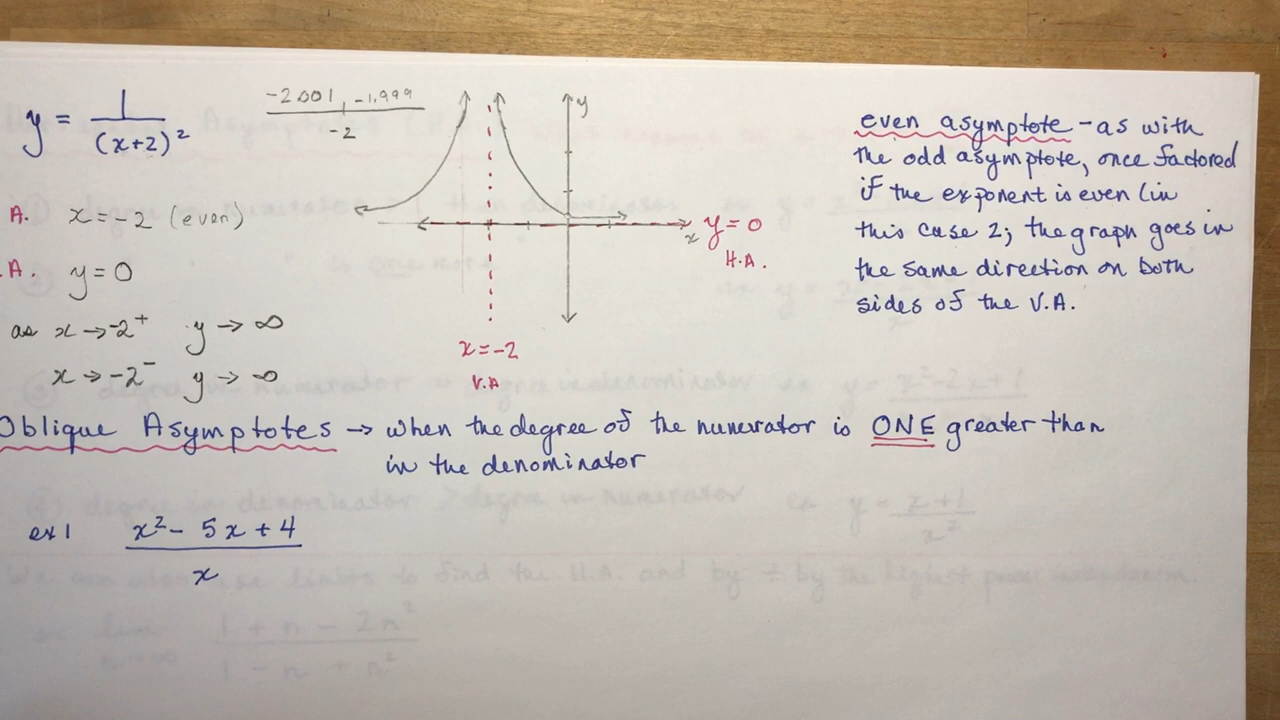 y = 1/(x+2)²
-2.001 -1.999
-2
A. x = -2 (even)
.A. y = 0
as x → -2⁺ y → ∞
x → -2⁻ y → ∞
y
x
y = 0
H.A.
x = -2
V.A
even asymptote - as with
the odd asymptote, once factored
if the exponent is even (in
this case 2; the graph goes in
the same direction on both
sides of the V.A.
Oblique Asymptotes → when the degree of the numerator is ONE greater than
in the denominator
ex 1 x² - 5x + 4
x